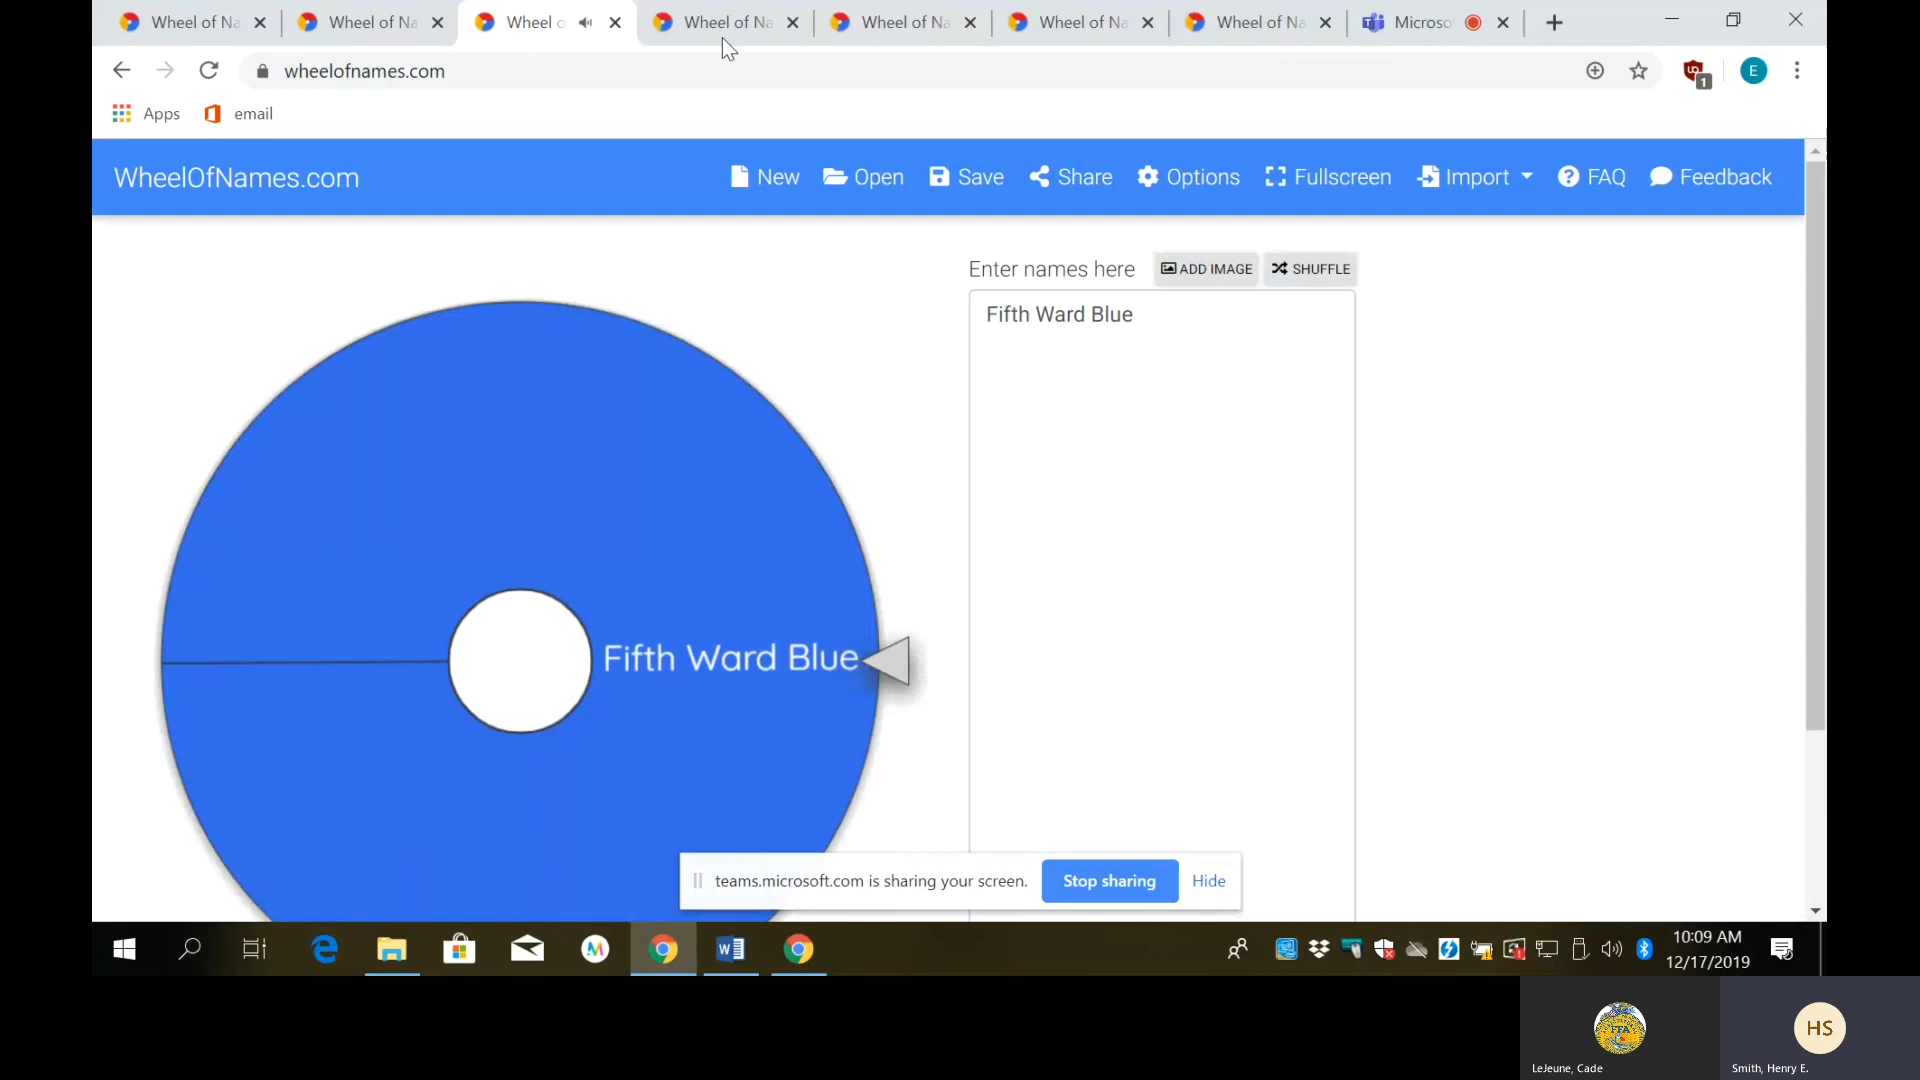 Wheel of Na Wheel of Na Wheel o Wheel of Na Wheel of Na Wheel of Na Wheel of Na Microso
wheelofnames.com
1
E
Apps email
WheelOfNames.com New Open Save Share Options Fullscreen Import FAQ Feedback
Enter names here ADD IMAGE SHUFFLE
Fifth Ward Blue
Fifth Ward Blue
teams.microsoft.com is sharing your screen. Stop sharing Hide
10:09 AM
12/17/2019
FFA
HS
LeJeune, Cade
Smith, Henry E.